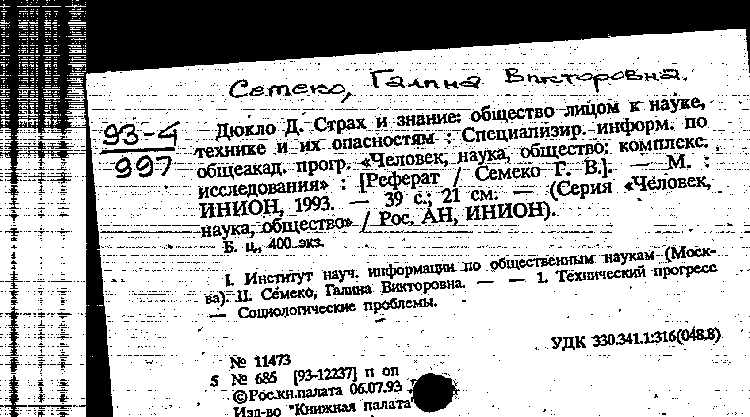 Семеко, Галина Викторовна.
93-4
997
Дюкло Д. Страх и знание: общество лицом к науке,
технике и их опасностям : Специализир. информ. по
общеакад. прогр. «Человек, наука, общество: комплекс.
исследования» : [Реферат / Семеко Г. В.]. — М. :
ИНИОН, 1993. — 39 с.; 21 см. — (Серия «Человек,
наука, общество» / Рос. АН, ИНИОН).
Б. ц., 400 экз.
I. Институт науч. информации по общественным наукам (Моск-
ва). II. Семеко, Галина Викторовна. — — 1. Технический прогресс
— Социологические проблемы.
УДК 330.341.1:316(048.8)
№ 11473
5 № 685 [93-12237] п оп
© Рос.кн.палата 06.07.93
Изд-во "Книжная палата"